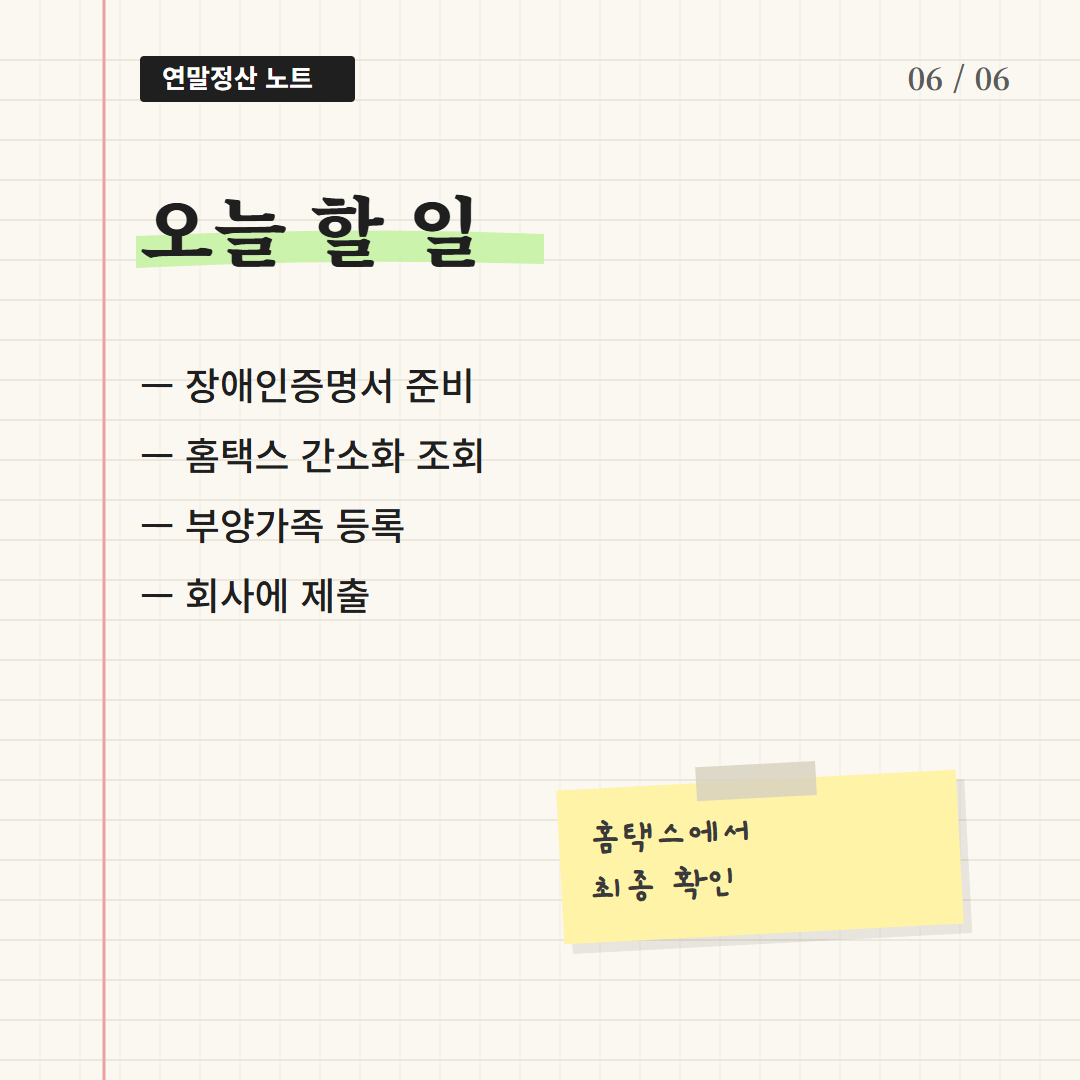 연말정산 노트
06 / 06
오늘 할 일
— 장애인증명서 준비
— 홈택스 간소화 조회
— 부양가족 등록
— 회사에 제출
홈택스에서
최종 확인